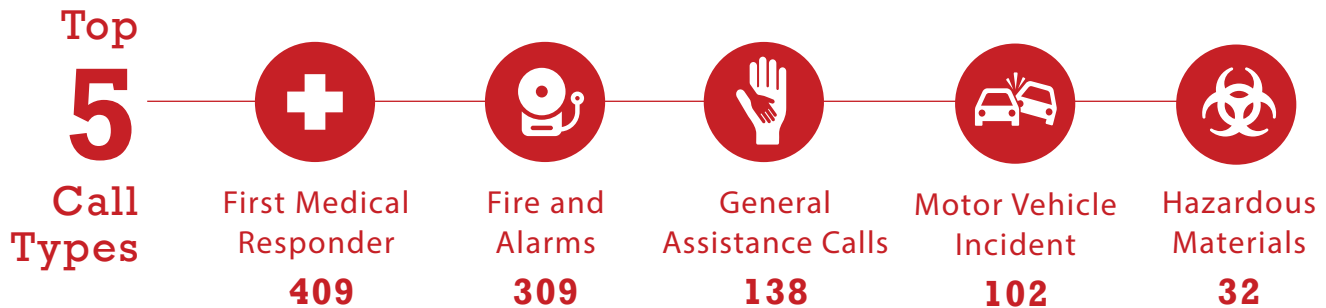 Top
5
Call
Types
First Medical
Responder
409
Fire and
Alarms
309
General
Assistance Calls
138
Motor Vehicle
Incident
102
Hazardous
Materials
32